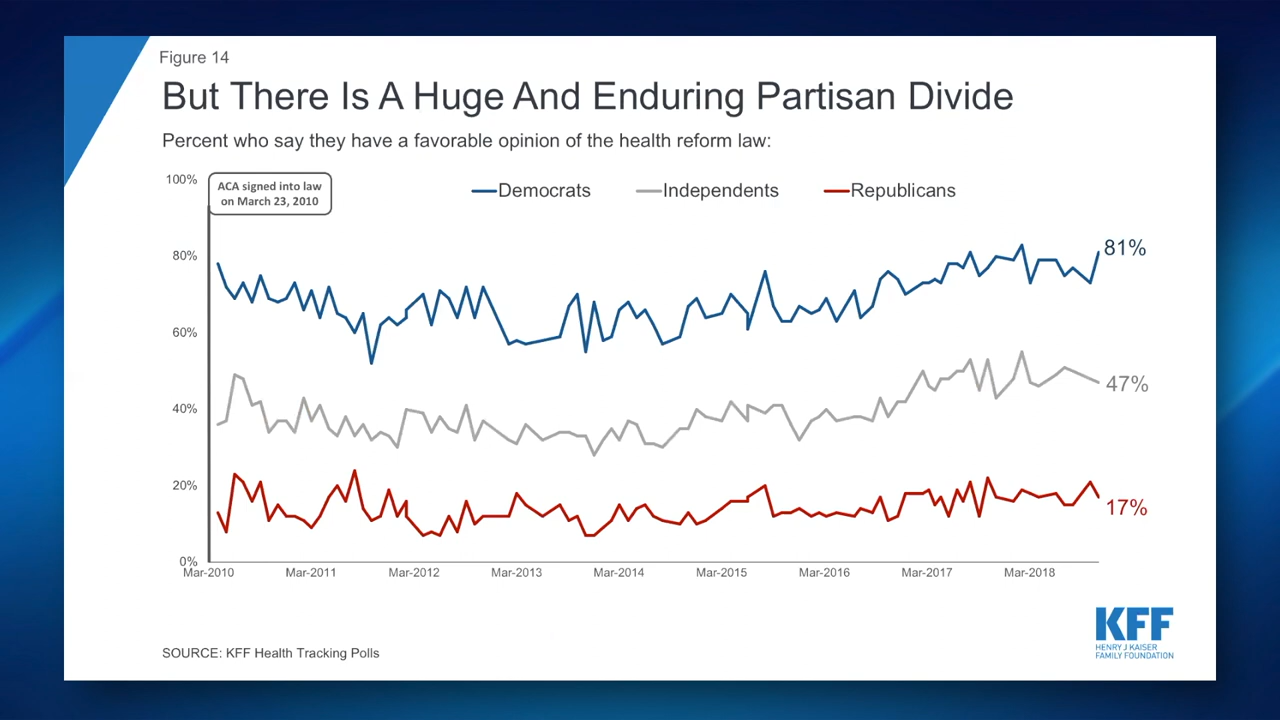 Figure 14
But There Is A Huge And Enduring Partisan Divide
Percent who say they have a favorable opinion of the health reform law:
100%
ACA signed into law
on March 23, 2010
Democrats
Independents
Republicans
80%
81%
60%
47%
40%
20%
17%
0%
Mar-2010
Mar-2011
Mar-2012
Mar-2013
Mar-2014
Mar-2015
Mar-2016
Mar-2017
Mar-2018
KFF
HENRY J KAISER
FAMILY FOUNDATION
SOURCE: KFF Health Tracking Polls